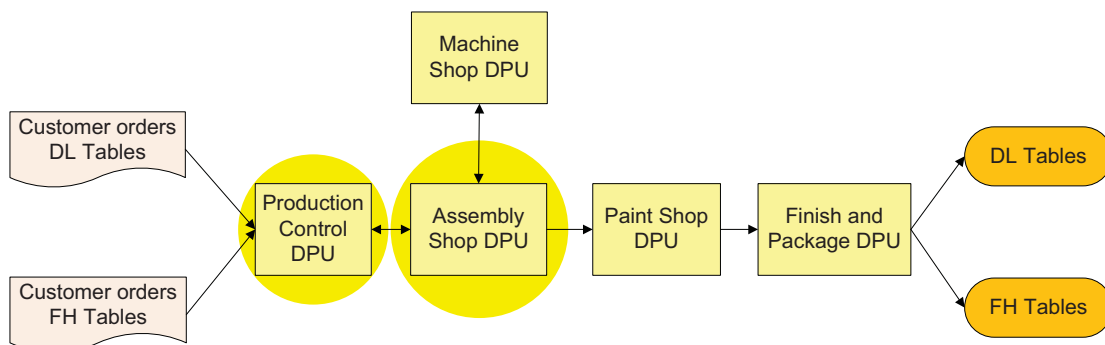 Machine
Shop DPU
Customer orders
DL Tables
Production
Control
DPU
Assembly
Shop DPU
Paint Shop
DPU
Finish and
Package DPU
DL Tables
Customer orders
FH Tables
FH Tables